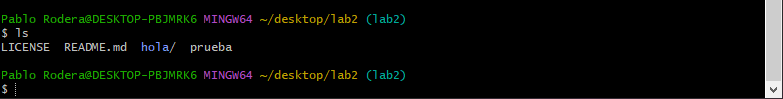 Pablo Rodera@DESKTOP-PBJMRK6 MINGW64 ~/desktop/lab2 (lab2)
$ ls
LICENSE  README.md  hola/  prueba
Pablo Rodera@DESKTOP-PBJMRK6 MINGW64 ~/desktop/lab2 (lab2)
$